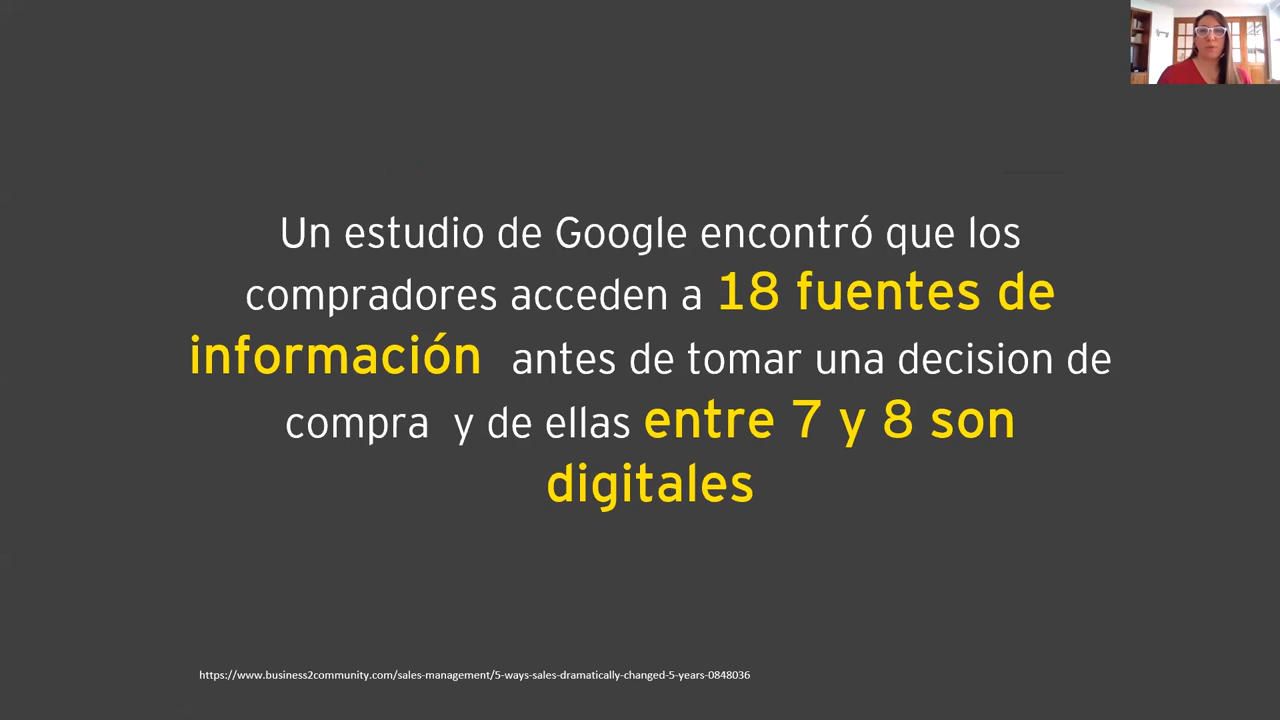 Un estudio de Google encontró que los
compradores acceden a 18 fuentes de
información antes de tomar una decision de
compra y de ellas entre 7 y 8 son
digitales
https://www.business2community.com/sales-management/5-ways-sales-dramatically-changed-5-years-0848036